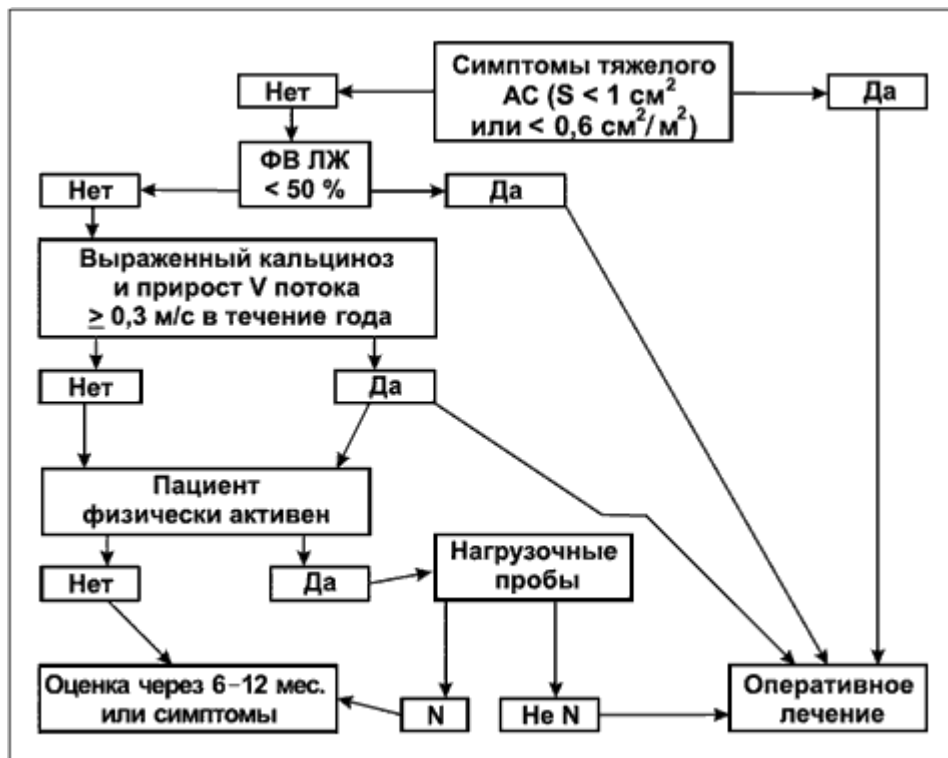 Симптомы тяжелого
АС (S < 1 см²
или < 0,6 см²/м²)
Нет
Да
ФВ ЛЖ
< 50 %
Нет
Да
Выраженный кальциноз
и прирост V потока
≥ 0,3 м/с в течение года
Нет
Да
Пациент
физически активен
Нагрузочные
пробы
Нет
Да
Оценка через 6–12 мес.
или симптомы
N
Не N
Оперативное
лечение